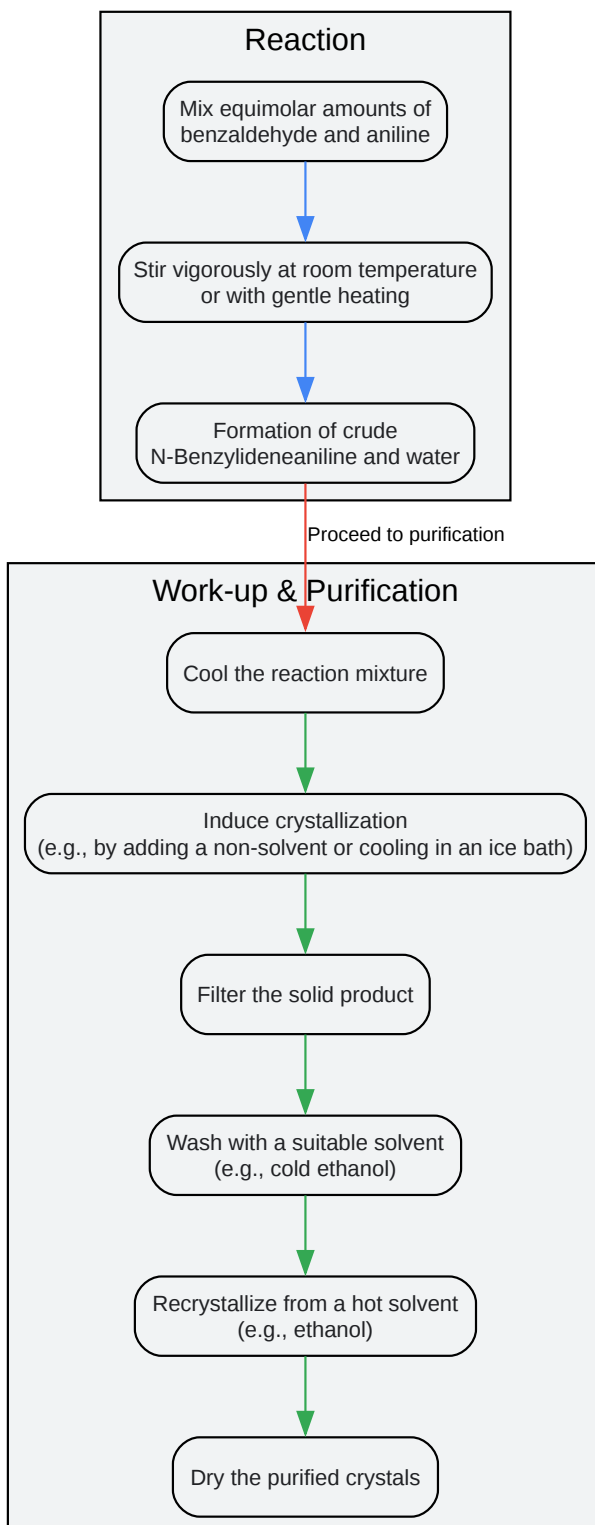 Reaction
Mix equimolar amounts of
benzaldehyde and aniline
Stir vigorously at room temperature
or with gentle heating
Formation of crude
N-Benzylideneaniline and water
Proceed to purification
Work-up & Purification
Cool the reaction mixture
Induce crystallization
(e.g., by adding a non-solvent or cooling in an ice bath)
Filter the solid product
Wash with a suitable solvent
(e.g., cold ethanol)
Recrystallize from a hot solvent
(e.g., ethanol)
Dry the purified crystals